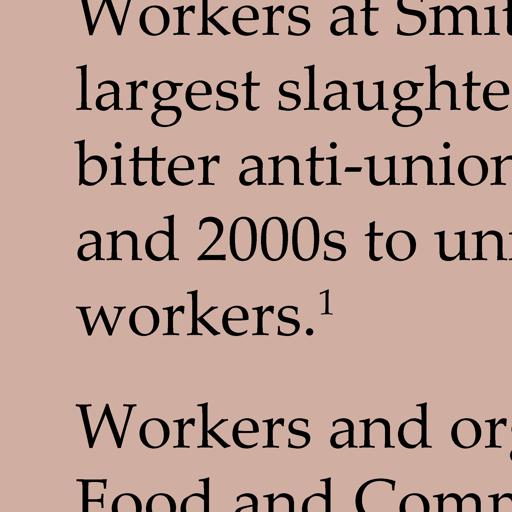 Workers at Smit
largest slaughte
bitter anti-union
and 2000s to uni
workers.¹
Workers and org
Food and Comm